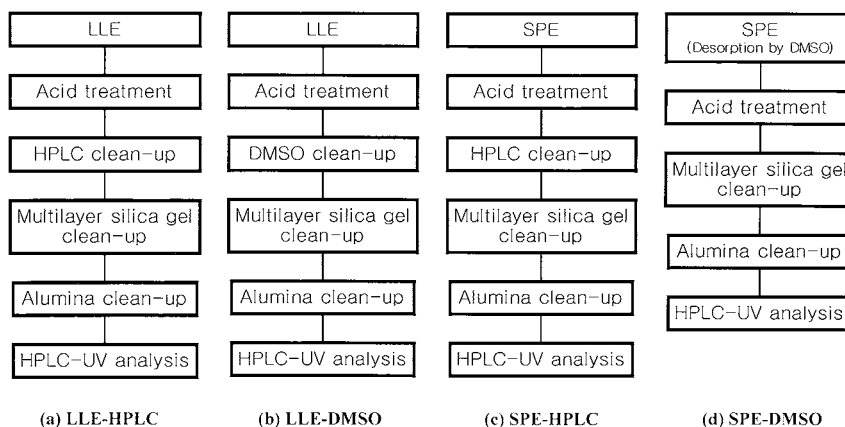 LLE
Acid treatment
HPLC clean-up
Multilayer silica gel
clean-up
Alumina clean-up
HPLC-UV analysis
(a) LLE-HPLC
LLE
Acid treatment
DMSO clean-up
Multilayer silica gel
clean-up
Alumina clean-up
HPLC-UV analysis
(b) LLE-DMSO
SPE
Acid treatment
HPLC clean-up
Multilayer silica gel
clean-up
Alumina clean-up
HPLC-UV analysis
(c) SPE-HPLC
SPE
(Desorption by DMSO)
Acid treatment
Multilayer silica gel
clean-up
Alumina clean-up
HPLC-UV analysis
(d) SPE-DMSO